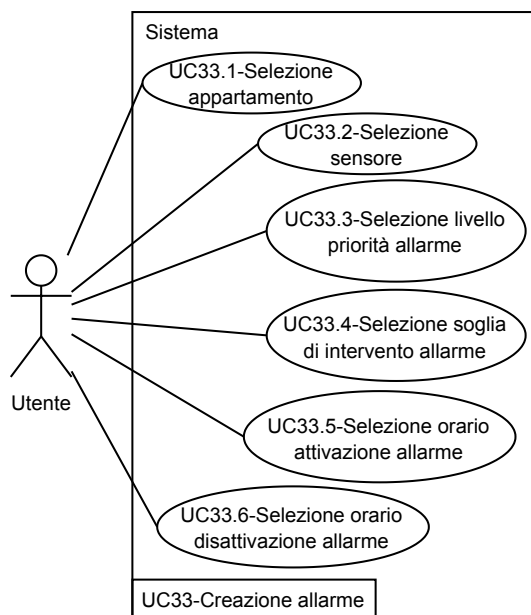 Sistema
UC33.1-Selezione
appartamento
UC33.2-Selezione
sensore
UC33.3-Selezione livello
priorità allarme
UC33.4-Selezione soglia
di intervento allarme
Utente
UC33.5-Selezione orario
attivazione allarme
UC33.6-Selezione orario
disattivazione allarme
UC33-Creazione allarme